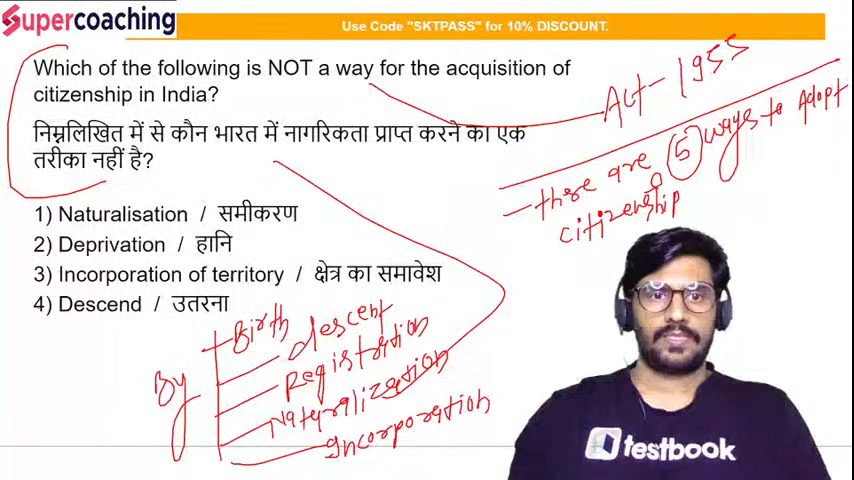 Supercoaching
Use Code "SKTPASS" for 10% DISCOUNT.
Which of the following is NOT a way for the acquisition of
citizenship in India?
निम्नलिखित में से कौन भारत में नागरिकता प्राप्त करने का एक
तरीका नहीं है?
1) Naturalisation / समीकरण
2) Deprivation / हानि
3) Incorporation of territory / क्षेत्र का समावेश
4) Descend / उतरना
Act - 1955
- there are 5 ways to Adopt
citizenship
By
Birth
descent
Registration
Naturalization
Incorporation
testbook